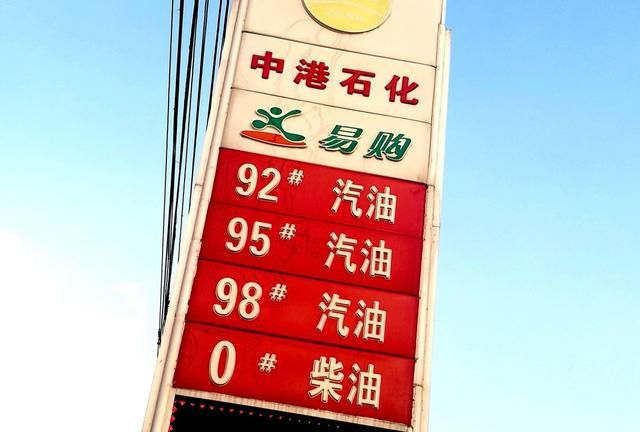 中港石化
易购
92# 汽油
95# 汽油
98# 汽油
0# 柴油